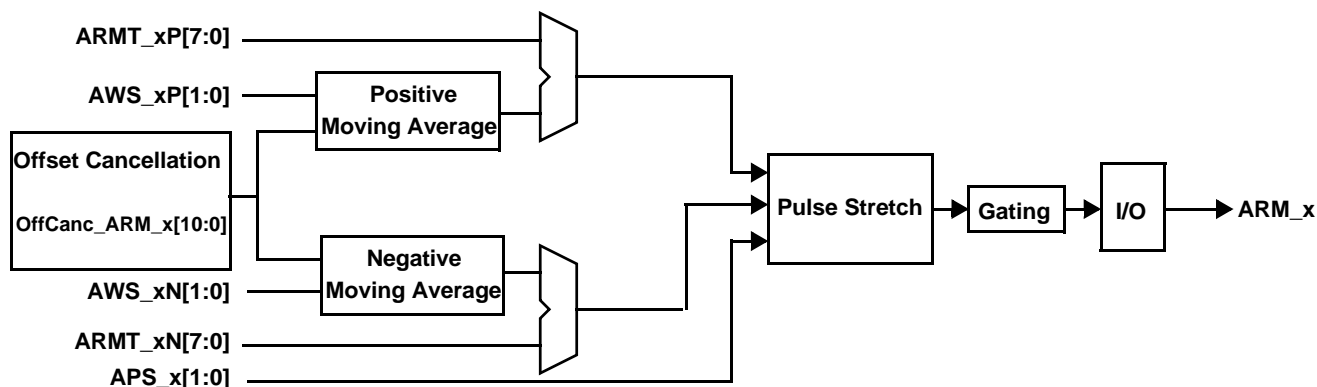 ARMT_xP[7:0]
AWS_xP[1:0]
Positive
Moving Average
Offset Cancellation
OffCanc_ARM_x[10:0]
Pulse Stretch
Gating
I/O
ARM_x
Negative
Moving Average
AWS_xN[1:0]
ARMT_xN[7:0]
APS_x[1:0]